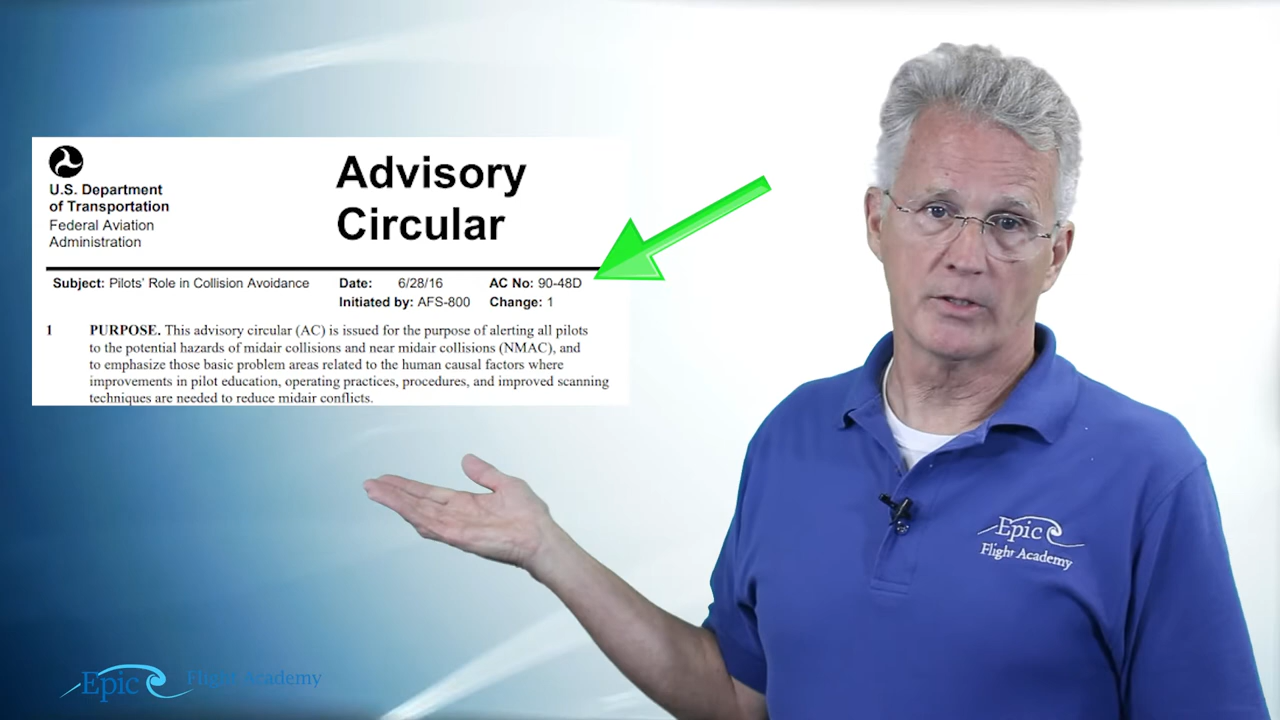 U.S. Department
of Transportation
Federal Aviation
Administration
Advisory
Circular
Subject: Pilots' Role in Collision Avoidance
Date: 6/28/16
AC No: 90-48D
Initiated by: AFS-800
Change: 1
1 PURPOSE. This advisory circular (AC) is issued for the purpose of alerting all pilots
to the potential hazards of midair collisions and near midair collisions (NMAC), and
to emphasize those basic problem areas related to the human causal factors where
improvements in pilot education, operating practices, procedures, and improved scanning
techniques are needed to reduce midair conflicts.
Epic
Flight Academy
Epic Flight Academy